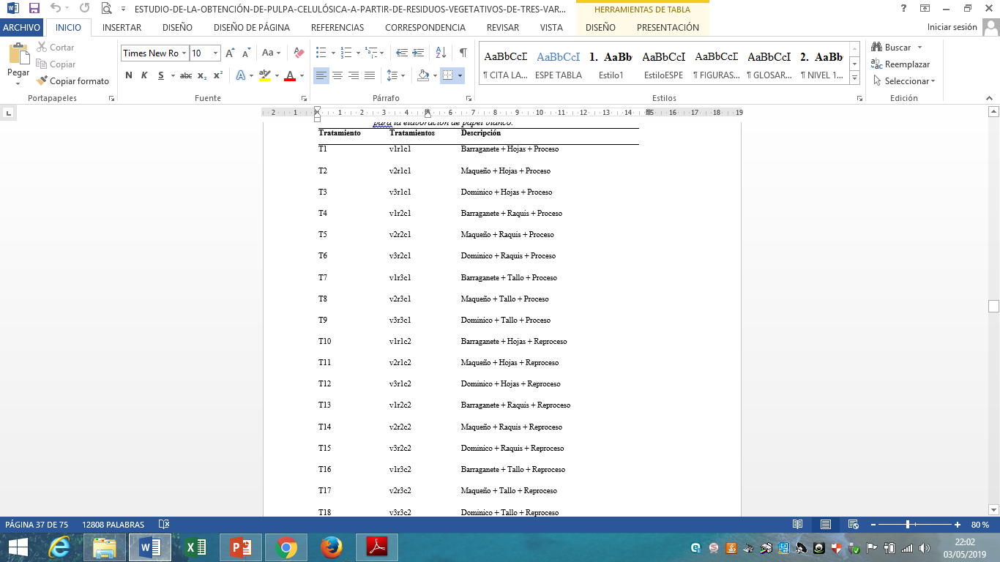 ESTUDIO-DE-LA-OBTENCIÓN-DE-PULPA-CELULÓSICA-A-PARTIR-DE-RESIDUOS-VEGETATIVOS-DE-TRES-VAR...
HERRAMIENTAS DE TABLA
ARCHIVO INICIO INSERTAR DISEÑO DISEÑO DE PÁGINA REFERENCIAS CORRESPONDENCIA REVISAR VISTA DISEÑO PRESENTACIÓN Iniciar sesión
Cortar
Copiar
Copiar formato
Pegar
Times New Ro 10
N K S abc x₂ x²
AaBbCcI AaBbCcI 1. AaBb AaBbCcI AaBbCcI AaBbCcI 2. AaBb
¶ CITA LA... ESPE TABLA Estilo1 EstiloESPE ¶ FIGURAS... ¶ GLOSAR... ¶ NIVEL 1...
Buscar
Reemplazar
Seleccionar
Portapapeles Fuente Párrafo Estilos Edición
2 1 1 2 3 4 5 6 7 8 9 10 11 12 13 14 15 16 17 18 19
para la elaboración de papel blanco.
Tratamiento Tratamientos Descripción
T1 v1r1c1 Barraganete + Hojas + Proceso
T2 v2r1c1 Maqueño + Hojas + Proceso
T3 v3r1c1 Dominico + Hojas + Proceso
T4 v1r2c1 Barraganete + Raquis + Proceso
T5 v2r2c1 Maqueño + Raquis + Proceso
T6 v3r2c1 Dominico + Raquis + Proceso
T7 v1r3c1 Barraganete + Tallo + Proceso
T8 v2r3c1 Maqueño + Tallo + Proceso
T9 v3r3c1 Dominico + Tallo + Proceso
T10 v1r1c2 Barraganete + Hojas + Reproceso
T11 v2r1c2 Maqueño + Hojas + Reproceso
T12 v3r1c2 Dominico + Hojas + Reproceso
T13 v1r2c2 Barraganete + Raquis + Reproceso
T14 v2r2c2 Maqueño + Raquis + Reproceso
T15 v3r2c2 Dominico + Raquis + Reproceso
T16 v1r3c2 Barraganete + Tallo + Reproceso
T17 v2r3c2 Maqueño + Tallo + Reproceso
T18 v3r3c2 Dominico + Tallo + Reproceso
PÁGINA 37 DE 75 12808 PALABRAS 80 %
22:02
03/05/2019